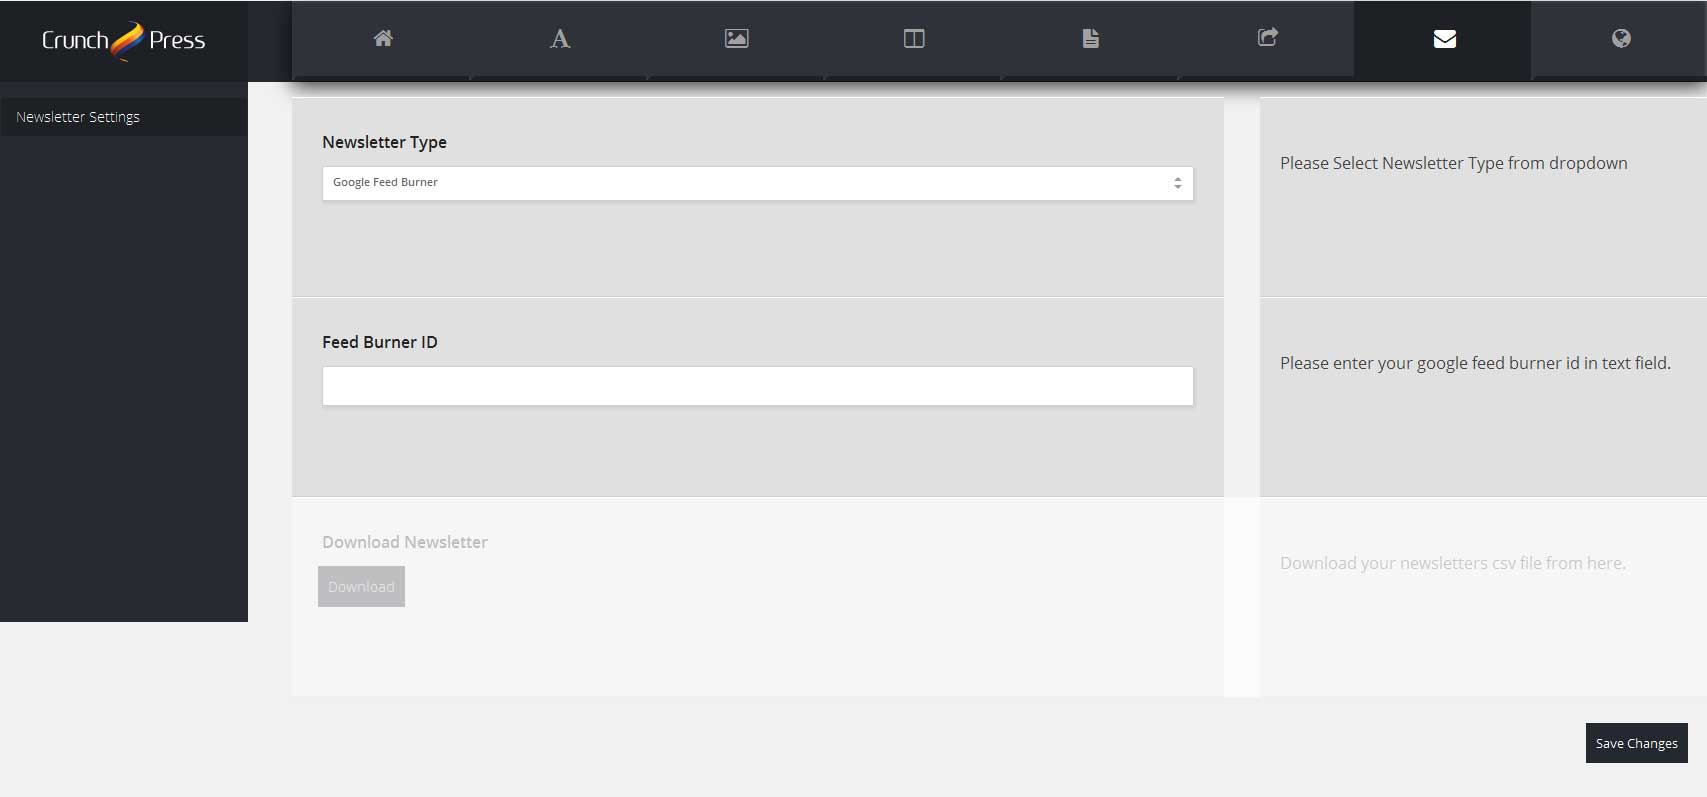 Crunch Press
Newsletter Settings
Newsletter Type
Google Feed Burner
Please Select Newsletter Type from dropdown
Feed Burner ID
Please enter your google feed burner id in text field.
Download Newsletter
Download
Download your newsletters csv file from here.
Save Changes